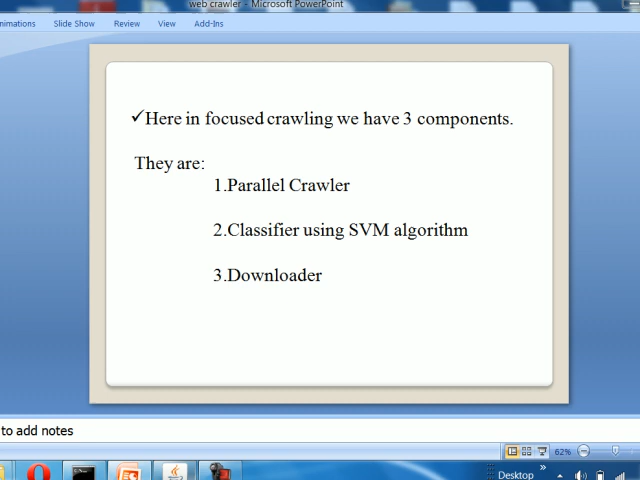 web crawler - Microsoft PowerPoint
nimations Slide Show Review View Add-Ins
✓Here in focused crawling we have 3 components.
They are:
1.Parallel Crawler
2.Classifier using SVM algorithm
3.Downloader
to add notes
62%
Desktop »